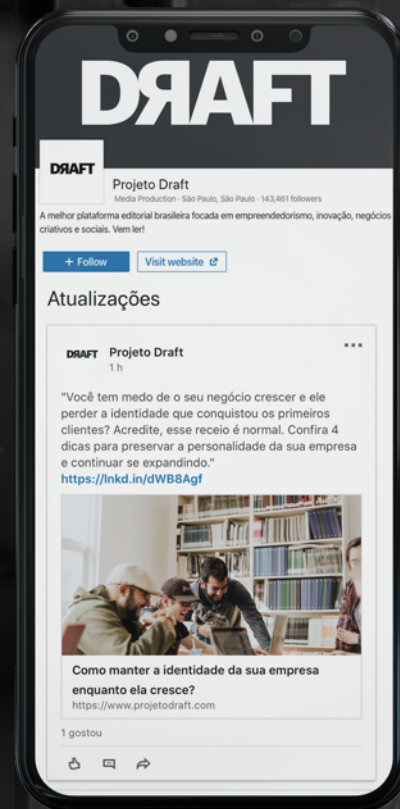 DRAFT
DRAFT
Projeto Draft
Media Production · São Paulo, São Paulo · 143,461 followers
A melhor plataforma editorial brasileira focada em empreendedorismo, inovação, negócios
criativos e sociais. Vem ler!
+ Follow
Visit website
Atualizações
DRAFT
Projeto Draft
1 h
"Você tem medo de o seu negócio crescer e ele
perder a identidade que conquistou os primeiros
clientes? Acredite, esse receio é normal. Confira 4
dicas para preservar a personalidade da sua empresa
e continuar se expandindo."
https://lnkd.in/dWB8Agf
Como manter a identidade da sua empresa
enquanto ela cresce?
https://www.projetodraft.com
1 gostou